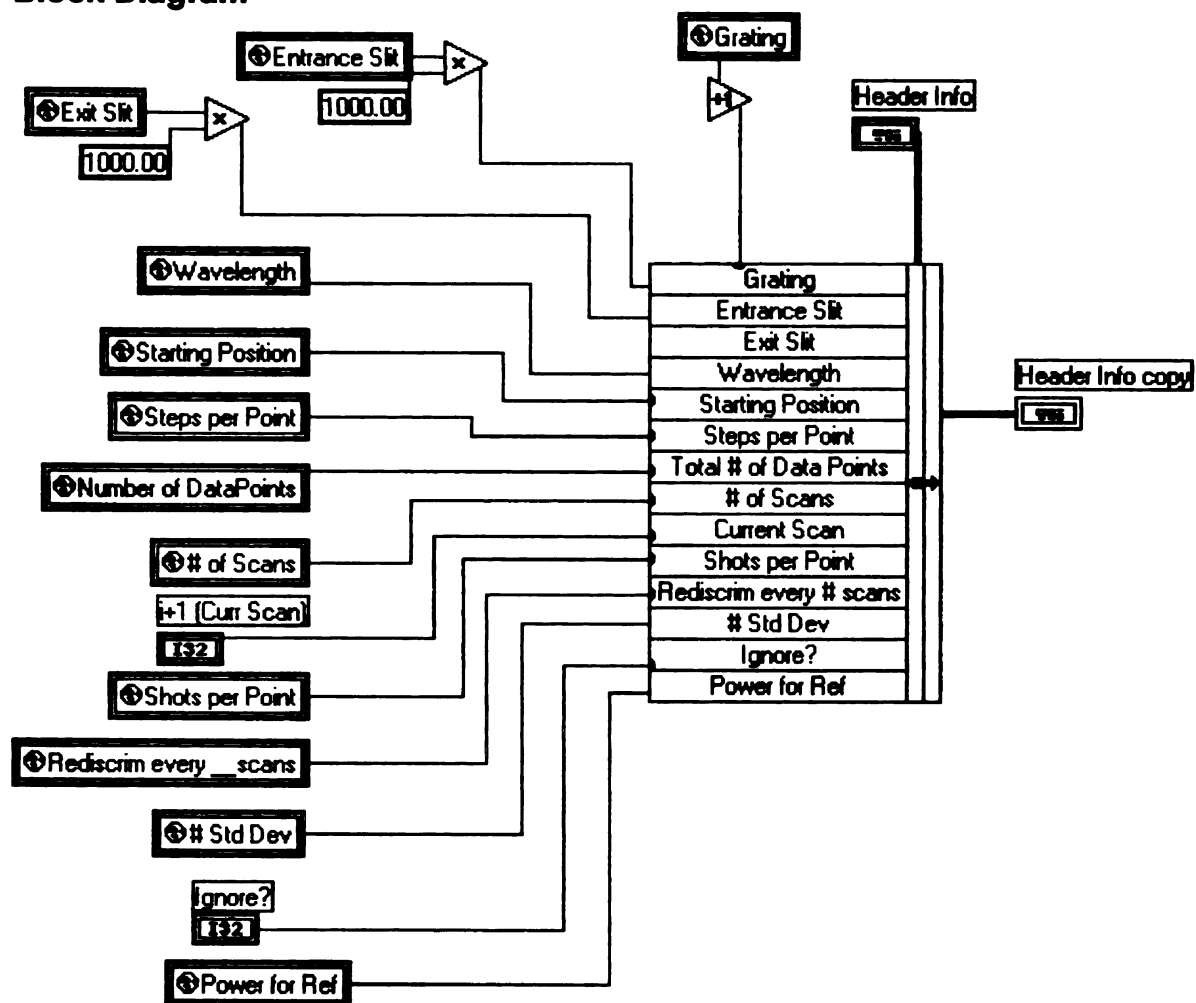 Block Diagram
Entrance Slit
Grating
×
+1
1000.00
Header Info
Exit Slit
×
1000.00
Wavelength
Grating
Entrance Slit
Exit Slit
Wavelength
Starting Position
Steps per Point
Total # of Data Points
# of Scans
Current Scan
Shots per Point
Rediscrim every # scans
# Std Dev
Ignore?
Power for Ref
Header Info copy
Starting Position
Steps per Point
Number of DataPoints
# of Scans
i+1 (Curr Scan)
I32
Shots per Point
Rediscrim every __scans
# Std Dev
Ignore?
I32
Power for Ref